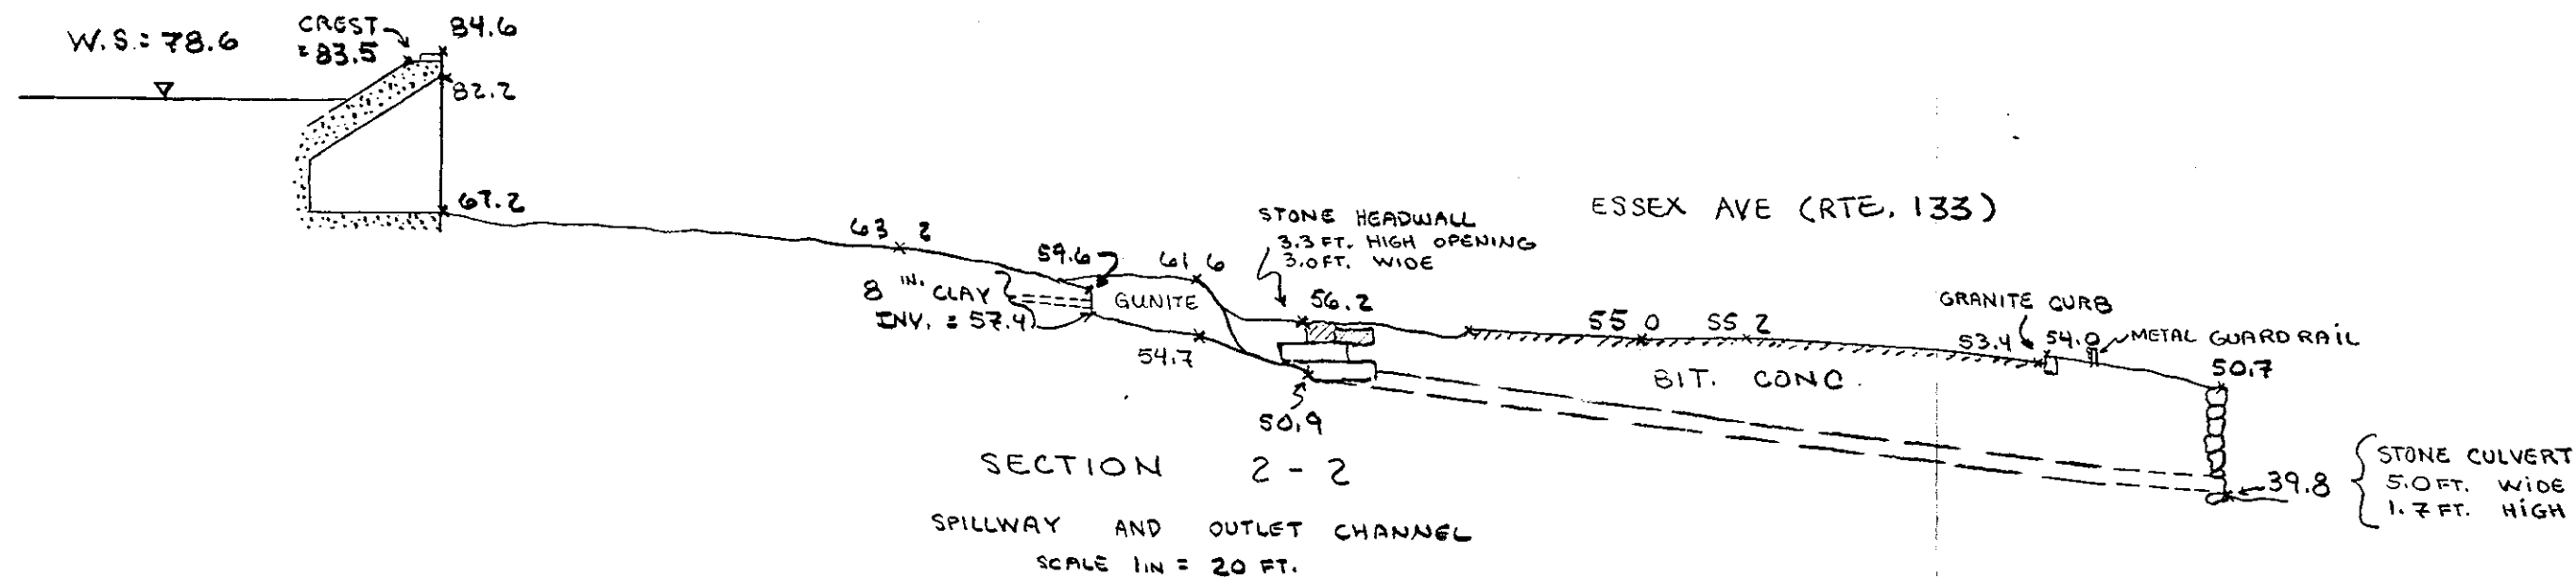 W.S.: 78.6
CREST
= 83.5
84.6
82.2
67.2
63.2
59.6
61.6
8 IN. CLAY
INV. = 57.4
GUNITE
54.7
STONE HEADWALL
3.3 FT. HIGH OPENING
3.0 FT. WIDE
56.2
50.9
ESSEX AVE (RTE. 133)
55.0
55.2
BIT. CONC.
GRANITE CURB
53.4
54.0
METAL GUARD RAIL
50.7
39.8
STONE CULVERT
5.0 FT. WIDE
1.7 FT. HIGH
SECTION 2-2
SPILLWAY AND OUTLET CHANNEL
SCALE 1 IN = 20 FT.